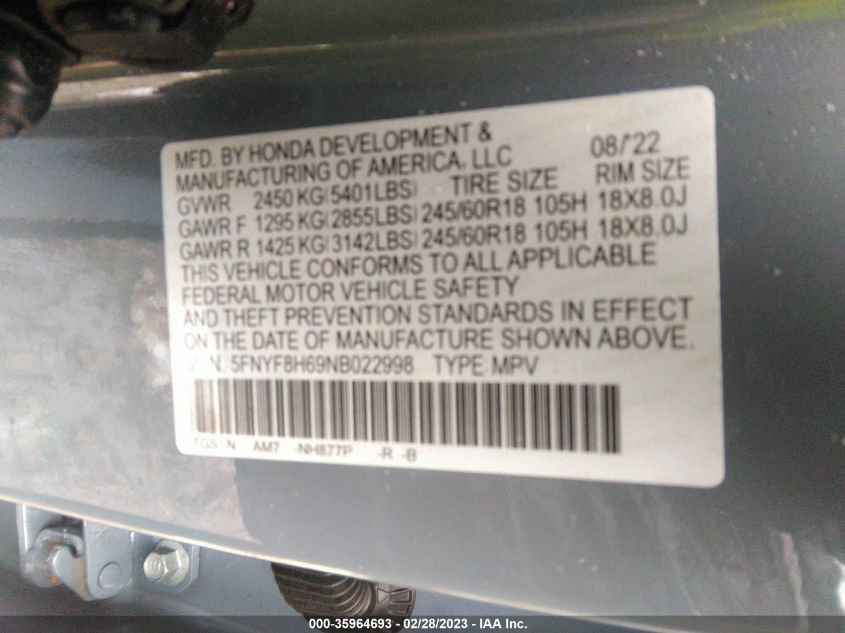 MFD. BY HONDA DEVELOPMENT & 08/'22
MANUFACTURING OF AMERICA, LLC RIM SIZE
GVWR 2450 KG(5401LBS) TIRE SIZE
GAWR F 1295 KG(2855LBS) 245/60R18 105H 18X8.0J
GAWR R 1425 KG(3142LBS) 245/60R18 105H 18X8.0J
THIS VEHICLE CONFORMS TO ALL APPLICABLE
FEDERAL MOTOR VEHICLE SAFETY
AND THEFT PREVENTION STANDARDS IN EFFECT
ON THE DATE OF MANUFACTURE SHOWN ABOVE.
5FNYF8H69NB022998 TYPE: MPV
TGS N AM7 -NH877P -R -B
000-35964693 / 02/28/2023 / IAA Inc.